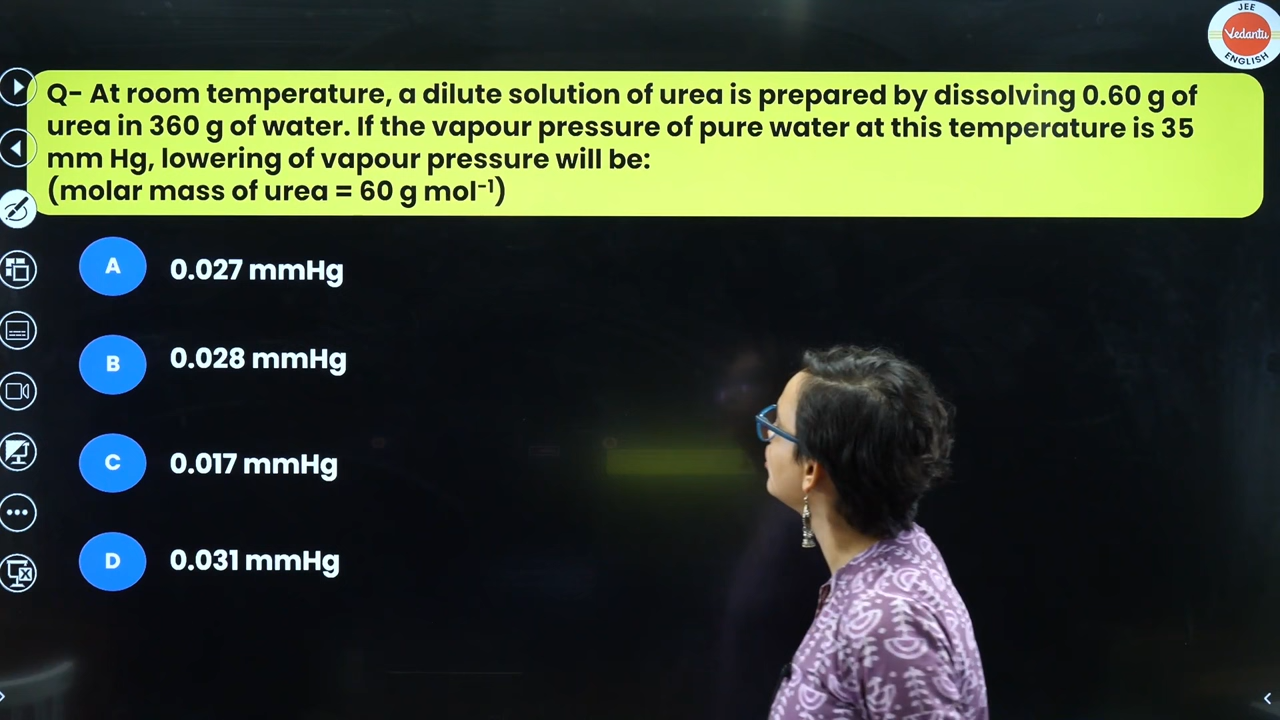 JEE
Vedantu
ENGLISH
Q- At room temperature, a dilute solution of urea is prepared by dissolving 0.60 g of
urea in 360 g of water. If the vapour pressure of pure water at this temperature is 35
mm Hg, lowering of vapour pressure will be:
(molar mass of urea = 60 g mol⁻¹)
A 0.027 mmHg
B 0.028 mmHg
C 0.017 mmHg
D 0.031 mmHg